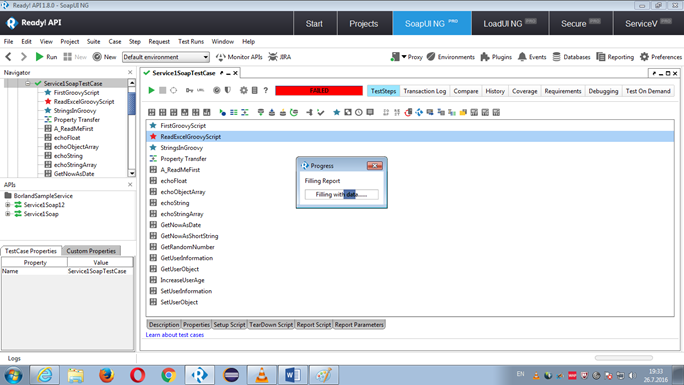 Ready! API 1.8.0 - SoapUI NG
Ready! API
Start
Projects
SoapUI NG PRO
LoadUI NG PRO
Secure PRO
ServiceV PRO
File Edit View Project Suite Case Step Request Test Runs Window Help
Run New New Default environment Monitor APIs JIRA Proxy Environments Plugins Events Databases Reporting Preferences
Navigator
Service1SoapTestCase
FirstGroovyScript
ReadExcelGroovyScript
StringsInGroovy
Property Transfer
A_ReadMeFirst
echoFloat
echoObjectArray
echoString
echoStringArray
GetNowAsDate
APIs
BorlandSampleService
Service1Soap12
Service1Soap
TestCase Properties Custom Properties
Property Value
Name Service1SoapTestCase
Logs
Service1SoapTestCase
FAILED
TestSteps Transaction Log Compare History Coverage Requirements Debugging Test On Demand
FirstGroovyScript
ReadExcelGroovyScript
StringsInGroovy
Property Transfer
A_ReadMeFirst
echoFloat
echoObjectArray
echoString
echoStringArray
GetNowAsDate
GetNowAsShortString
GetRandomNumber
GetUserInformation
GetUserObject
IncreaseUserAge
SetUserInformation
SetUserObject
Progress
Filling Report
Filling with data.....
Description Properties Setup Script TearDown Script Report Script Report Parameters
Learn about test cases
EN
19:33
26.7.2016